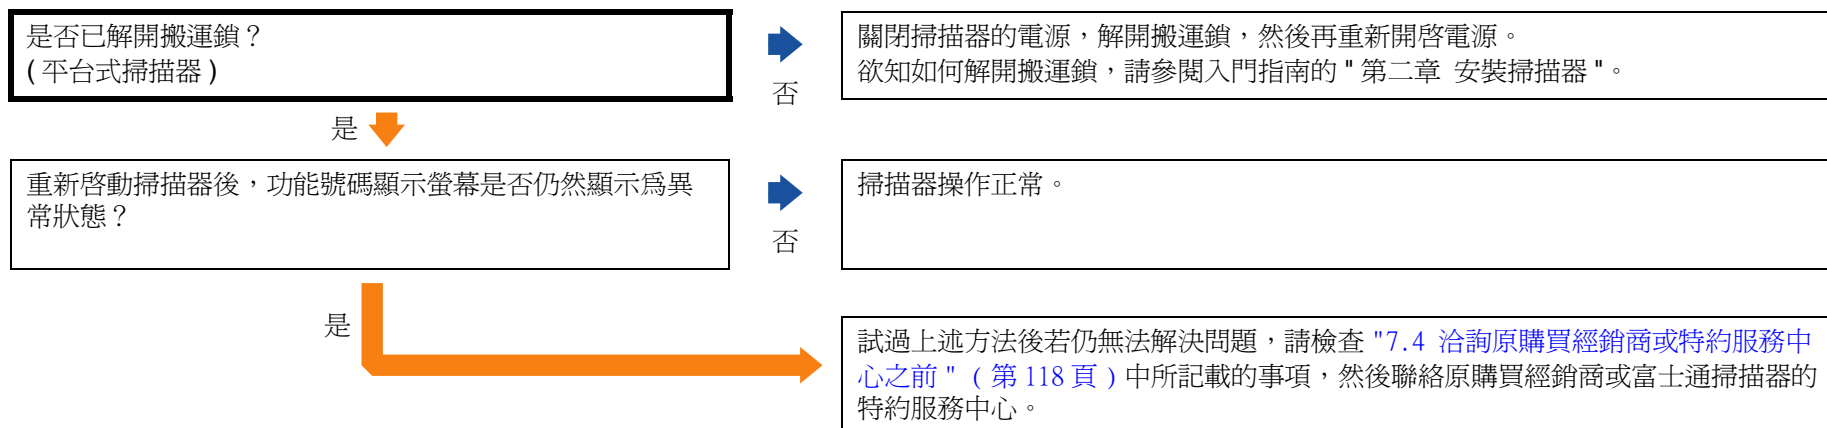 是否已解開搬運鎖？
( 平台式掃描器 )
否
關閉掃描器的電源，解開搬運鎖，然後再重新開啓電源。
欲知如何解開搬運鎖，請參閱入門指南的 " 第二章 安裝掃描器 "。
是
重新啓動掃描器後，功能號碼顯示螢幕是否仍然顯示爲異
常狀態？
否
掃描器操作正常。
是
試過上述方法後若仍無法解決問題，請檢查 "7.4 洽詢原購買經銷商或特約服務中
心之前 " ( 第 118 頁 ) 中所記載的事項，然後聯絡原購買經銷商或富士通掃描器的
特約服務中心。